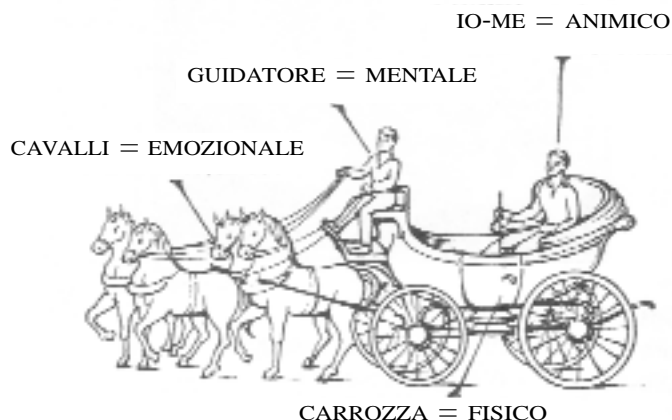 IO-ME = ANIMICO
GUIDATORE = MENTALE
CAVALLI = EMOZIONALE
CARROZZA = FISICO